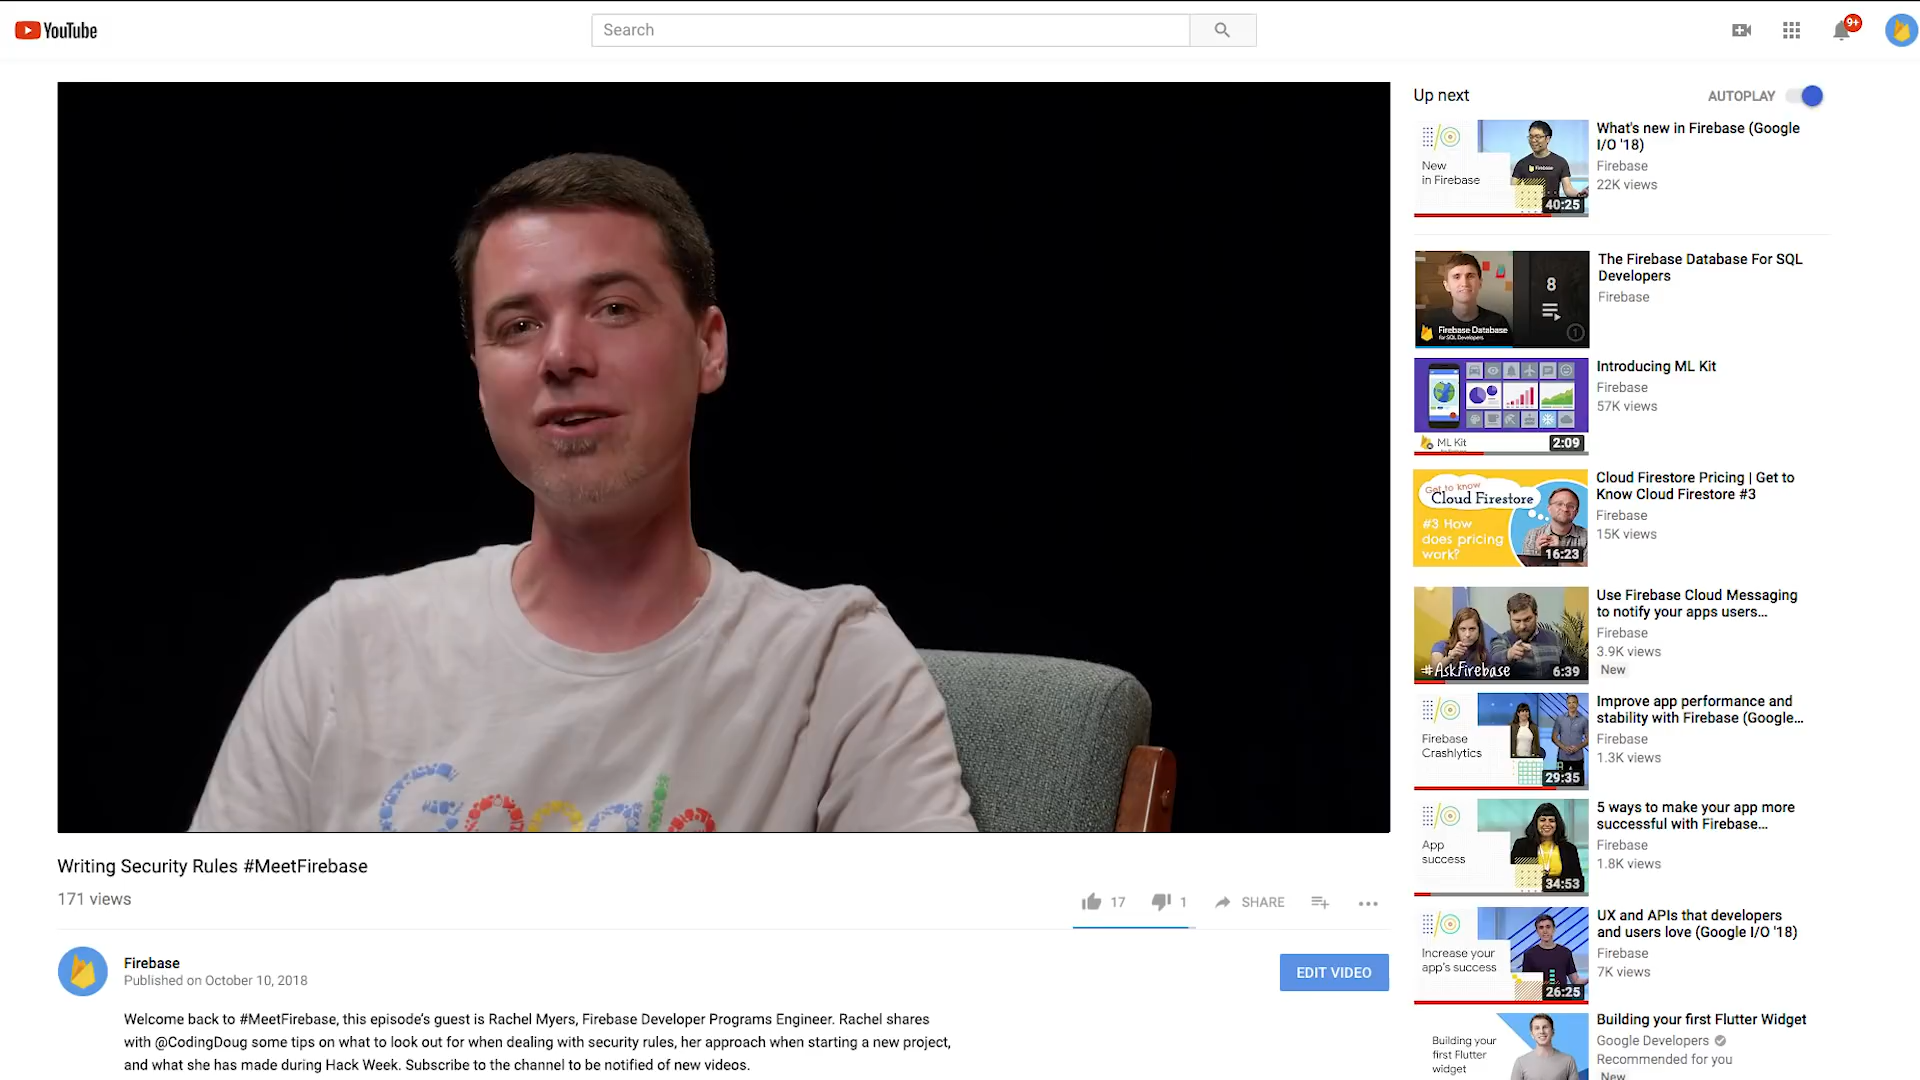 YouTube
Search
9+
Up next
AUTOPLAY
New
in Firebase
40:25
What's new in Firebase (Google
I/O '18)
Firebase
22K views
8
Firebase Database
for SQL Developers
1
The Firebase Database For SQL
Developers
Firebase
ML Kit
2:09
Introducing ML Kit
Firebase
57K views
Get to know
Cloud Firestore
#3 How
does pricing
work?
16:23
Cloud Firestore Pricing | Get to
Know Cloud Firestore #3
Firebase
15K views
#AskFirebase
6:39
Use Firebase Cloud Messaging
to notify your apps users...
Firebase
3.9K views
New
Firebase
Crashlytics
29:35
Improve app performance and
stability with Firebase (Google...
Firebase
1.3K views
App
success
34:53
5 ways to make your app more
successful with Firebase...
Firebase
1.8K views
Increase your
app's success
26:25
UX and APIs that developers
and users love (Google I/O '18)
Firebase
7K views
Building your
first Flutter
widget
Building your first Flutter Widget
Google Developers
Recommended for you
New
Google
Writing Security Rules #MeetFirebase
171 views
17
1
SHARE
Firebase
Published on October 10, 2018
EDIT VIDEO
Welcome back to #MeetFirebase, this episode's guest is Rachel Myers, Firebase Developer Programs Engineer. Rachel shares
with @CodingDoug some tips on what to look out for when dealing with security rules, her approach when starting a new project,
and what she has made during Hack Week. Subscribe to the channel to be notified of new videos.